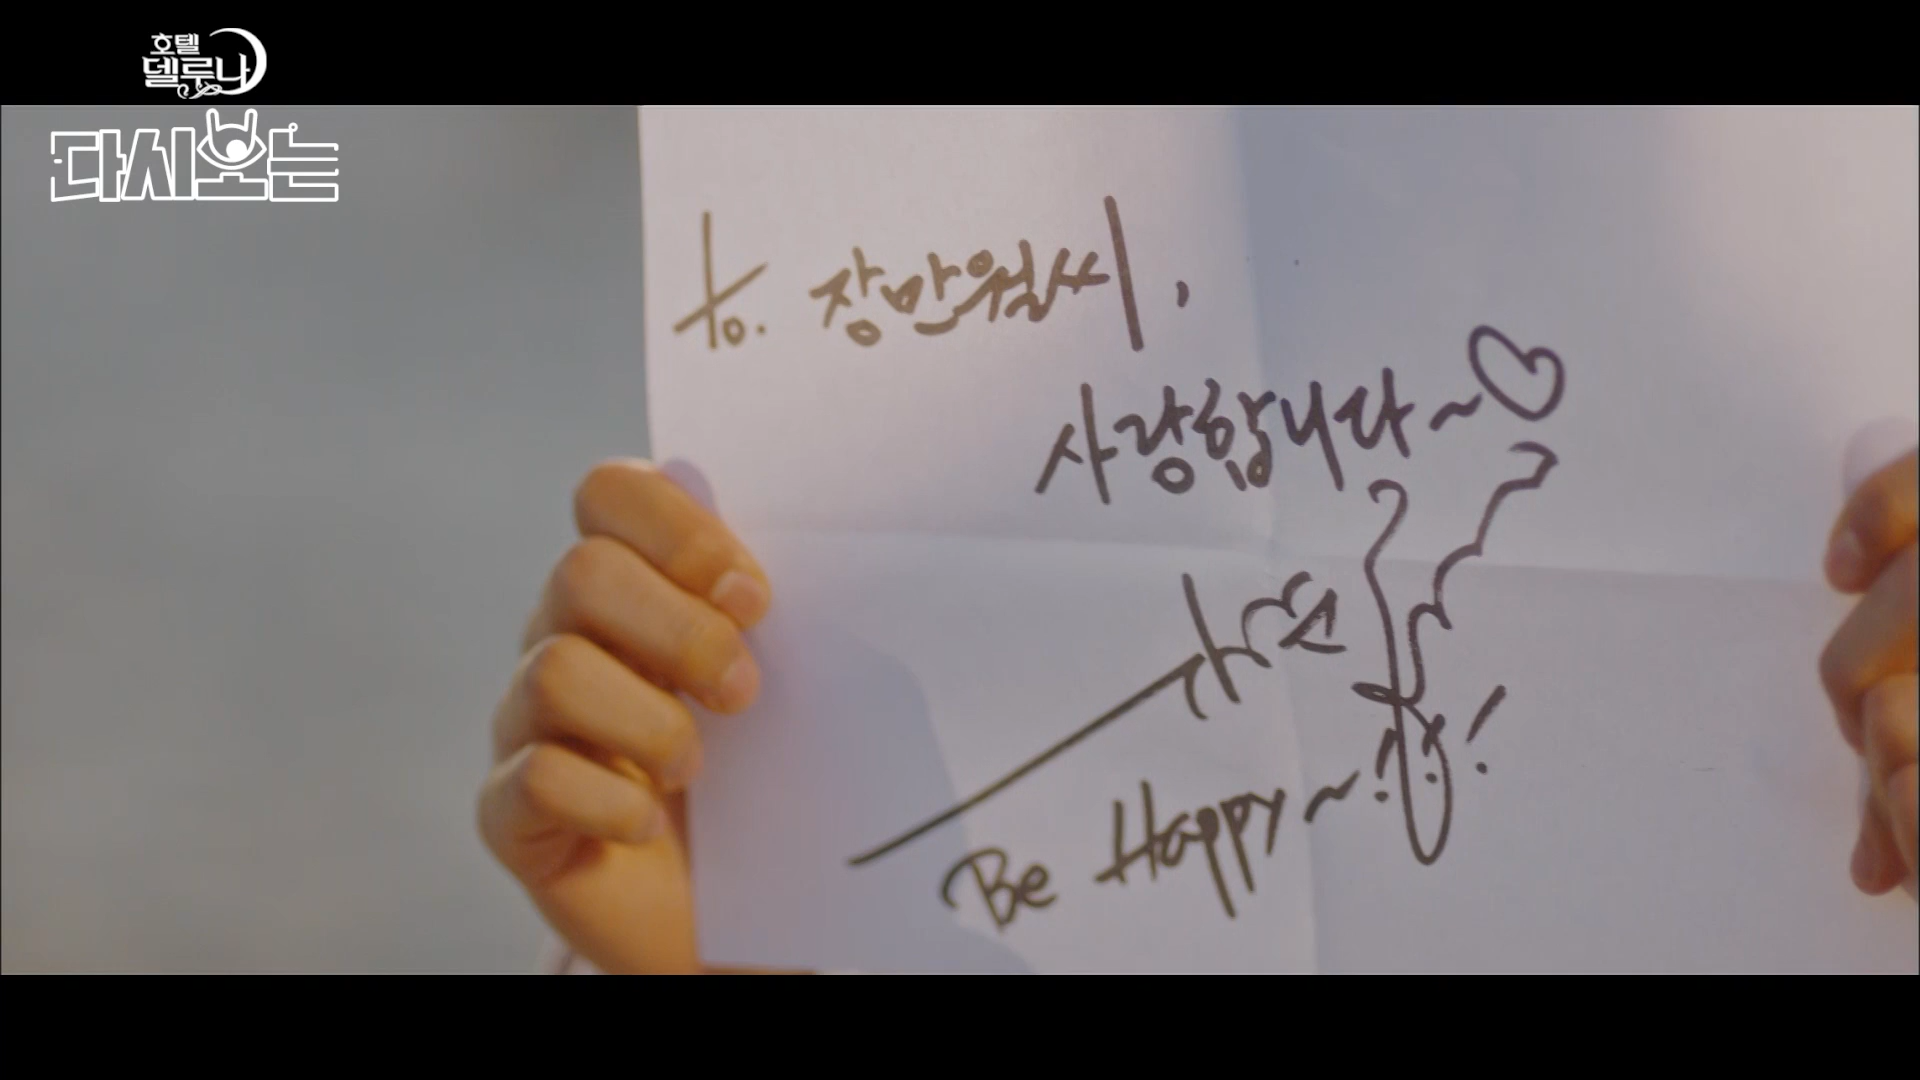 호텔
델루나
다시보는
to. 장만월씨,
사랑합니다~♡
Be Happy~!!!